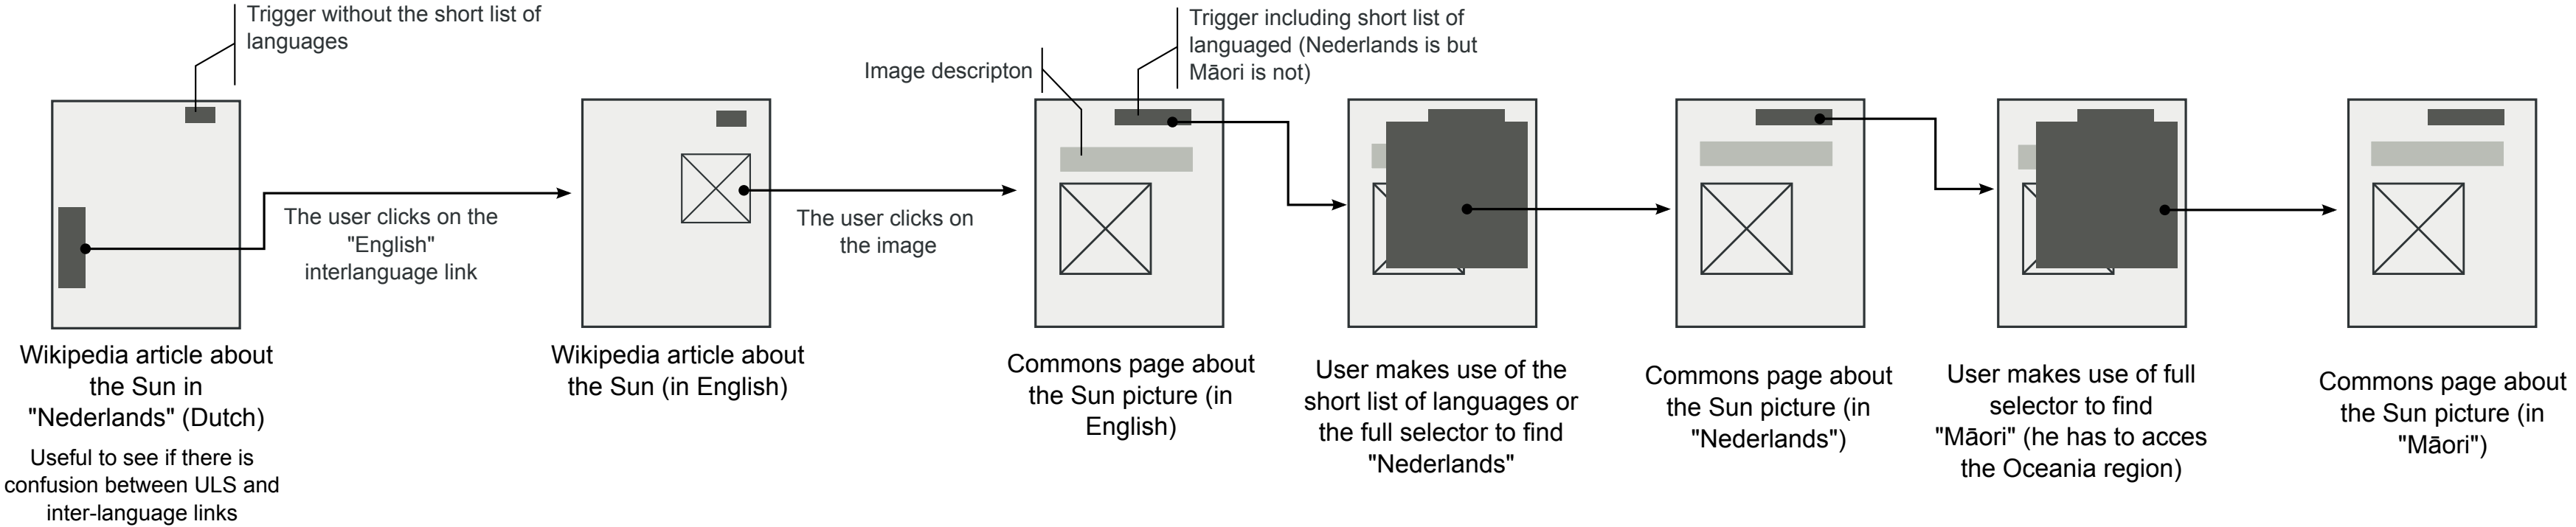 Trigger without the short list of
languages
Image descripton
Trigger including short list of
languaged (Nederlands is but
Māori is not)
The user clicks on the
"English"
interlanguage link
The user clicks on
the image
Wikipedia article about
the Sun in
"Nederlands" (Dutch)
Useful to see if there is
confusion between ULS and
inter-language links
Wikipedia article about
the Sun (in English)
Commons page about
the Sun picture (in
English)
User makes use of the
short list of languages or
the full selector to find
"Nederlands"
Commons page about
the Sun picture (in
"Nederlands")
User makes use of full
selector to find
"Māori" (he has to acces
the Oceania region)
Commons page about
the Sun picture (in
"Māori")